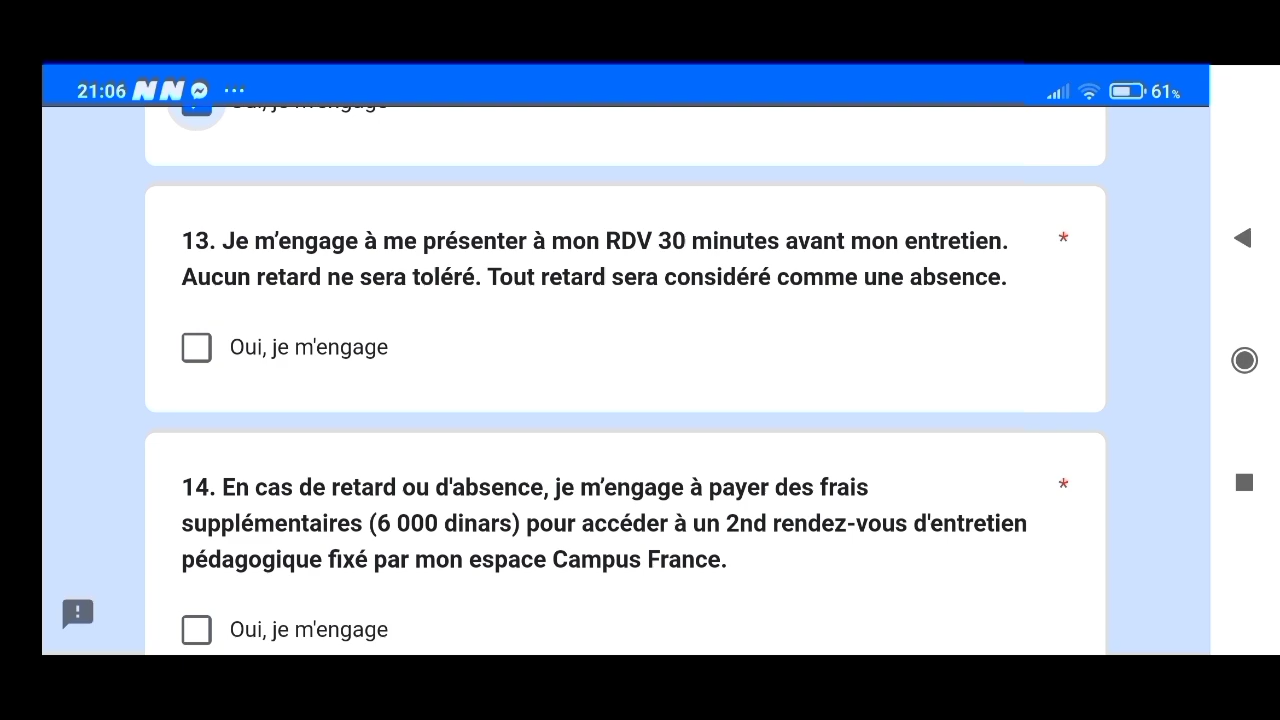 21:06 NN ... 61%
13. Je m’engage à me présenter à mon RDV 30 minutes avant mon entretien. *
Aucun retard ne sera toléré. Tout retard sera considéré comme une absence.
Oui, je m'engage
14. En cas de retard ou d'absence, je m’engage à payer des frais *
supplémentaires (6 000 dinars) pour accéder à un 2nd rendez-vous d'entretien
pédagogique fixé par mon espace Campus France.
Oui, je m'engage